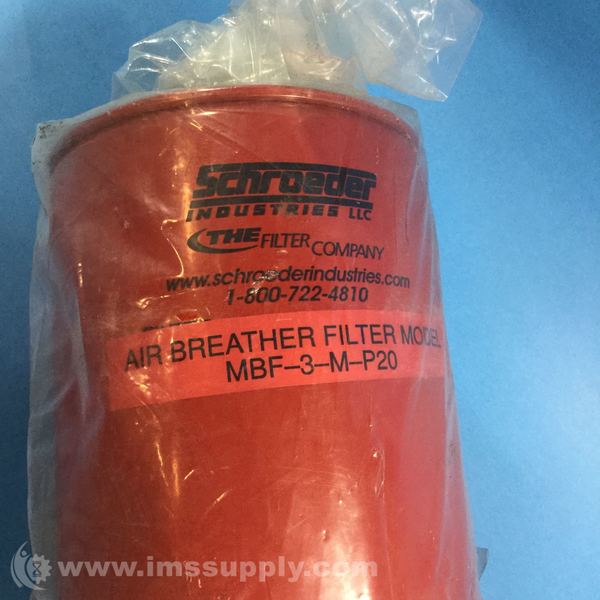 Schroeder
INDUSTRIES LLC
THE FILTER COMPANY
www.schroederindustries.com
1-800-722-4810
AIR BREATHER FILTER MODEL
MBF-3-M-P20
www.imssupply.com